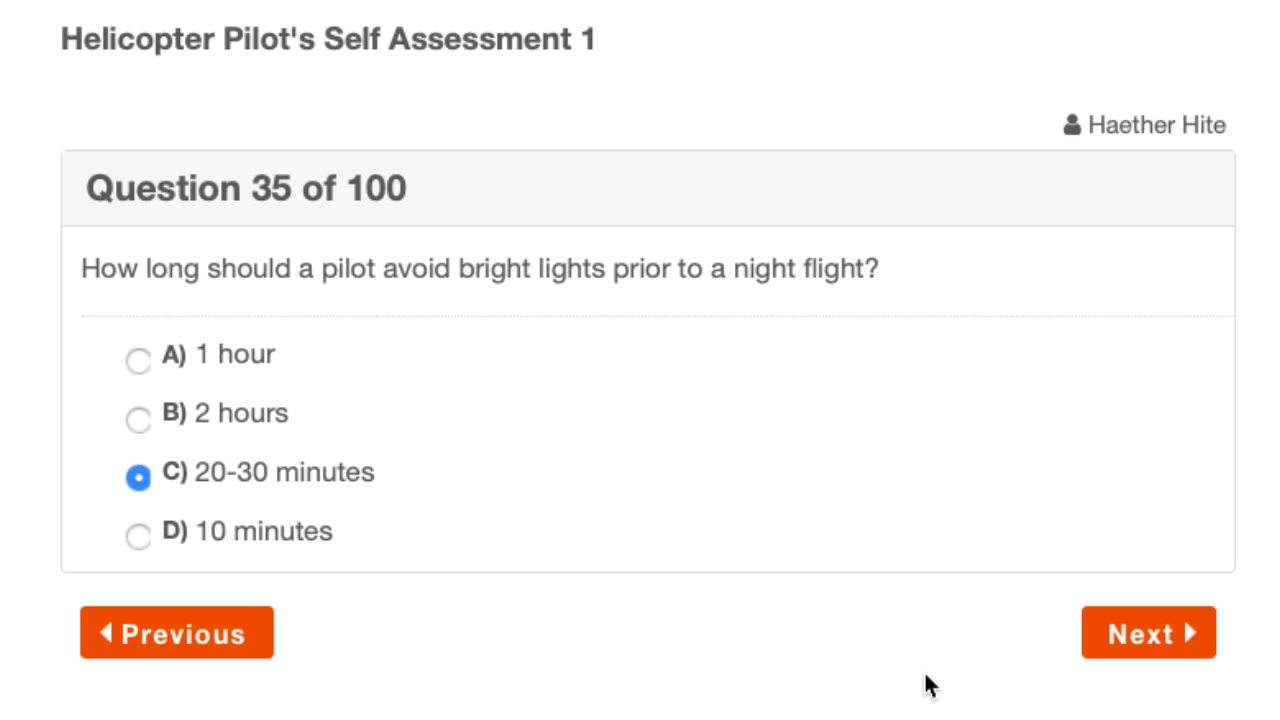 Helicopter Pilot's Self Assessment 1
Haether Hite
Question 35 of 100
How long should a pilot avoid bright lights prior to a night flight?
A) 1 hour
B) 2 hours
C) 20-30 minutes
D) 10 minutes
Previous
Next